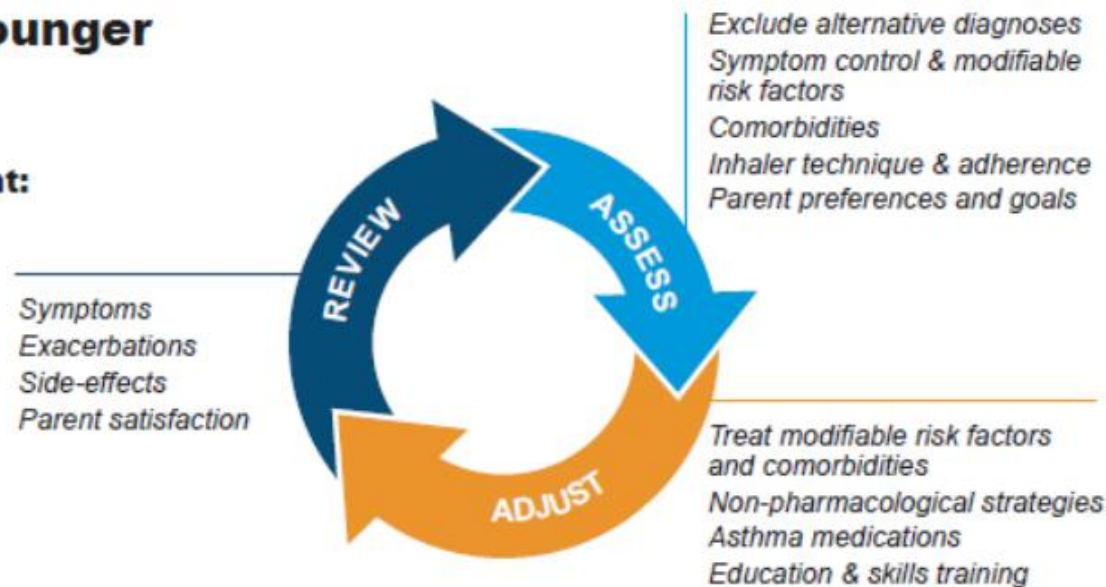 ounger
nt:
Exclude alternative diagnoses
Symptom control & modifiable
risk factors
Comorbidities
Inhaler technique & adherence
Parent preferences and goals
REVIEW
ASSESS
ADJUST
Symptoms
Exacerbations
Side-effects
Parent satisfaction
Treat modifiable risk factors
and comorbidities
Non-pharmacological strategies
Asthma medications
Education & skills training